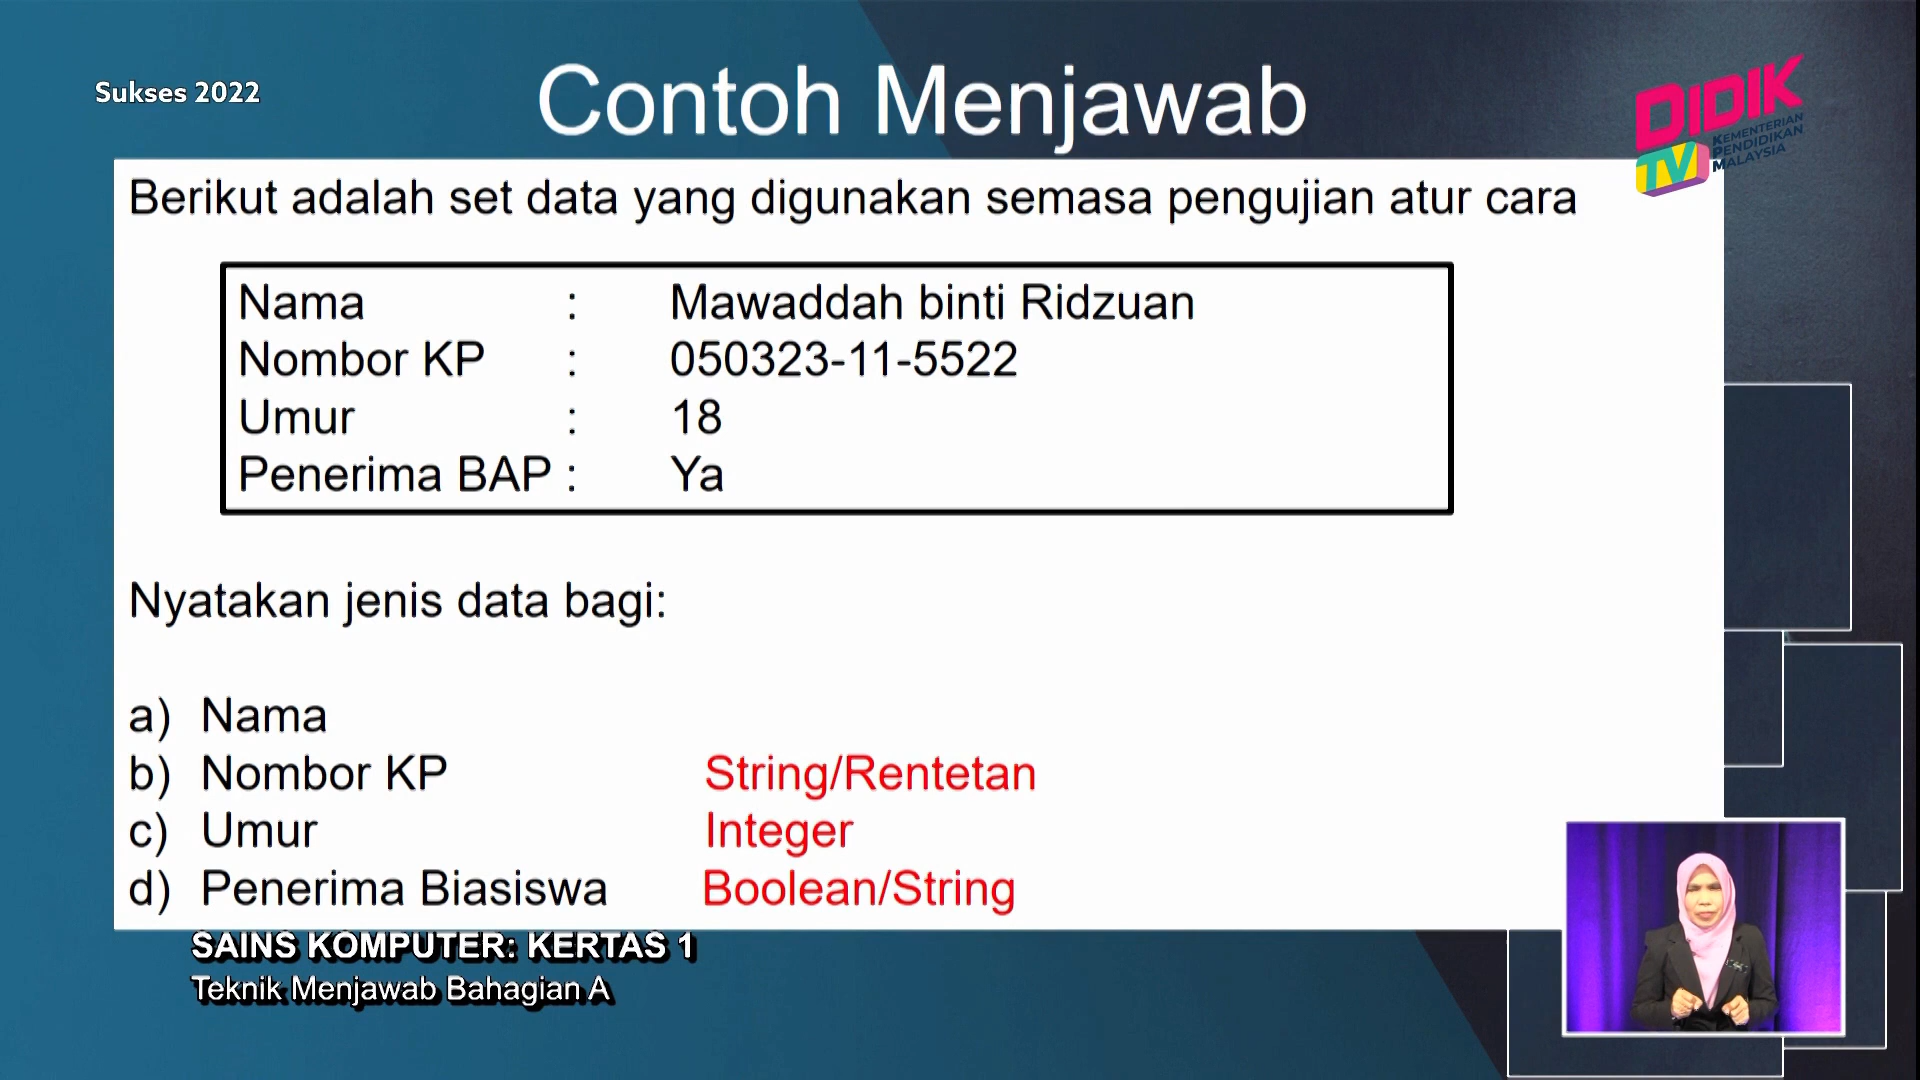 Sukses 2022
Contoh Menjawab
DIDIK
TV
KEMENTERIAN
PENDIDIKAN
MALAYSIA
Berikut adalah set data yang digunakan semasa pengujian atur cara
Nama : Mawaddah binti Ridzuan
Nombor KP : 050323-11-5522
Umur : 18
Penerima BAP : Ya
Nyatakan jenis data bagi:
a) Nama
b) Nombor KP String/Rentetan
c) Umur Integer
d) Penerima Biasiswa Boolean/String
SAINS KOMPUTER: KERTAS 1
Teknik Menjawab Bahagian A